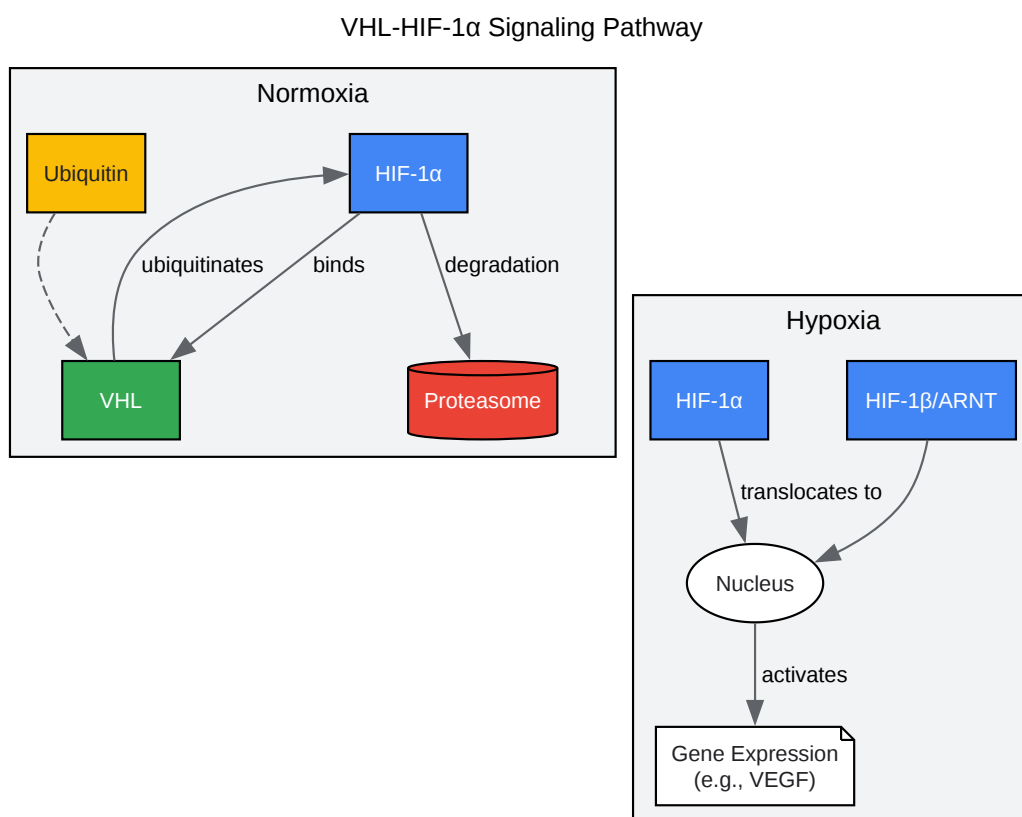 VHL-HIF-1α Signaling Pathway
Normoxia
Ubiquitin
HIF-1α
ubiquitinates
binds
degradation
VHL
Proteasome
Hypoxia
HIF-1α
HIF-1β/ARNT
translocates to
Nucleus
activates
Gene Expression
(e.g., VEGF)